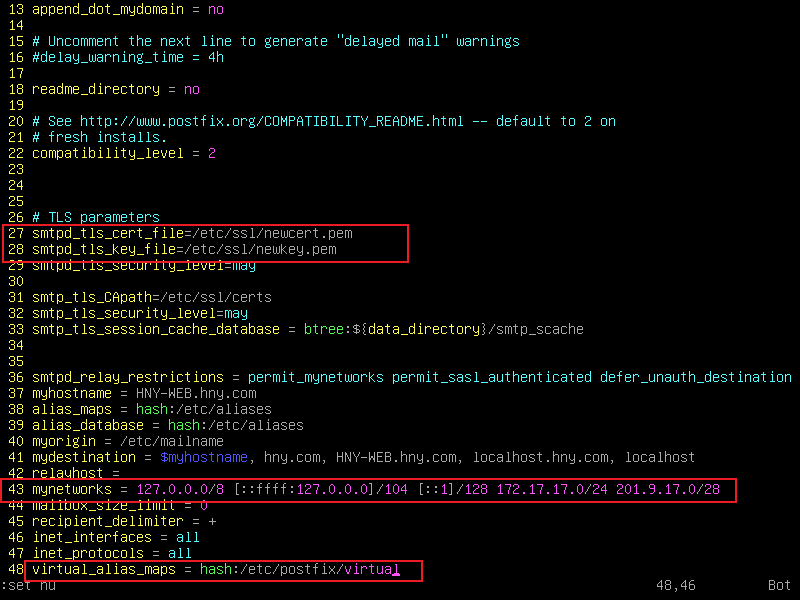 13 append_dot_mydomain = no
14
15 # Uncomment the next line to generate "delayed mail" warnings
16 #delay_warning_time = 4h
17
18 readme_directory = no
19
20 # See http://www.postfix.org/COMPATIBILITY_README.html -- default to 2 on
21 # fresh installs.
22 compatibility_level = 2
23
24
25
26 # TLS parameters
27 smtpd_tls_cert_file=/etc/ssl/newcert.pem
28 smtpd_tls_key_file=/etc/ssl/newkey.pem
29 smtpd_tls_security_level=may
30
31 smtp_tls_CApath=/etc/ssl/certs
32 smtp_tls_security_level=may
33 smtp_tls_session_cache_database = btree:${data_directory}/smtp_scache
34
35
36 smtpd_relay_restrictions = permit_mynetworks permit_sasl_authenticated defer_unauth_destination
37 myhostname = HNY-WEB.hny.com
38 alias_maps = hash:/etc/aliases
39 alias_database = hash:/etc/aliases
40 myorigin = /etc/mailname
41 mydestination = $myhostname, hny.com, HNY-WEB.hny.com, localhost.hny.com, localhost
42 relayhost =
43 mynetworks = 127.0.0.0/8 [::ffff:127.0.0.0]/104 [::1]/128 172.17.17.0/24 201.9.17.0/28
44 mailbox_size_limit = 0
45 recipient_delimiter = +
46 inet_interfaces = all
47 inet_protocols = all
48 virtual_alias_maps = hash:/etc/postfix/virtual
:set nu 48,46 Bot